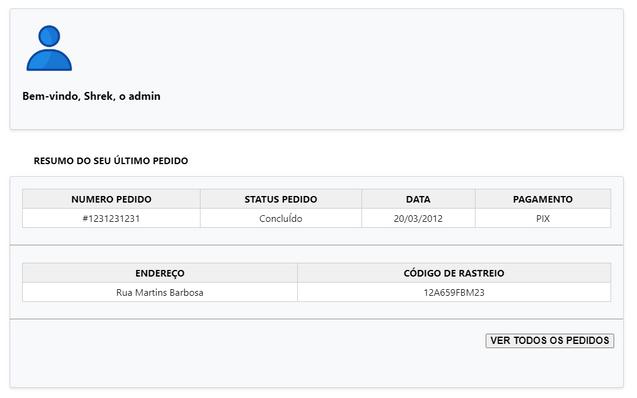 Bem-vindo, Shrek, o admin
RESUMO DO SEU ÚLTIMO PEDIDO
NUMERO PEDIDO STATUS PEDIDO DATA PAGAMENTO
#1231231231 Concluído 20/03/2012 PIX
ENDEREÇO CÓDIGO DE RASTREIO
Rua Martins Barbosa 12A659FBM23
VER TODOS OS PEDIDOS